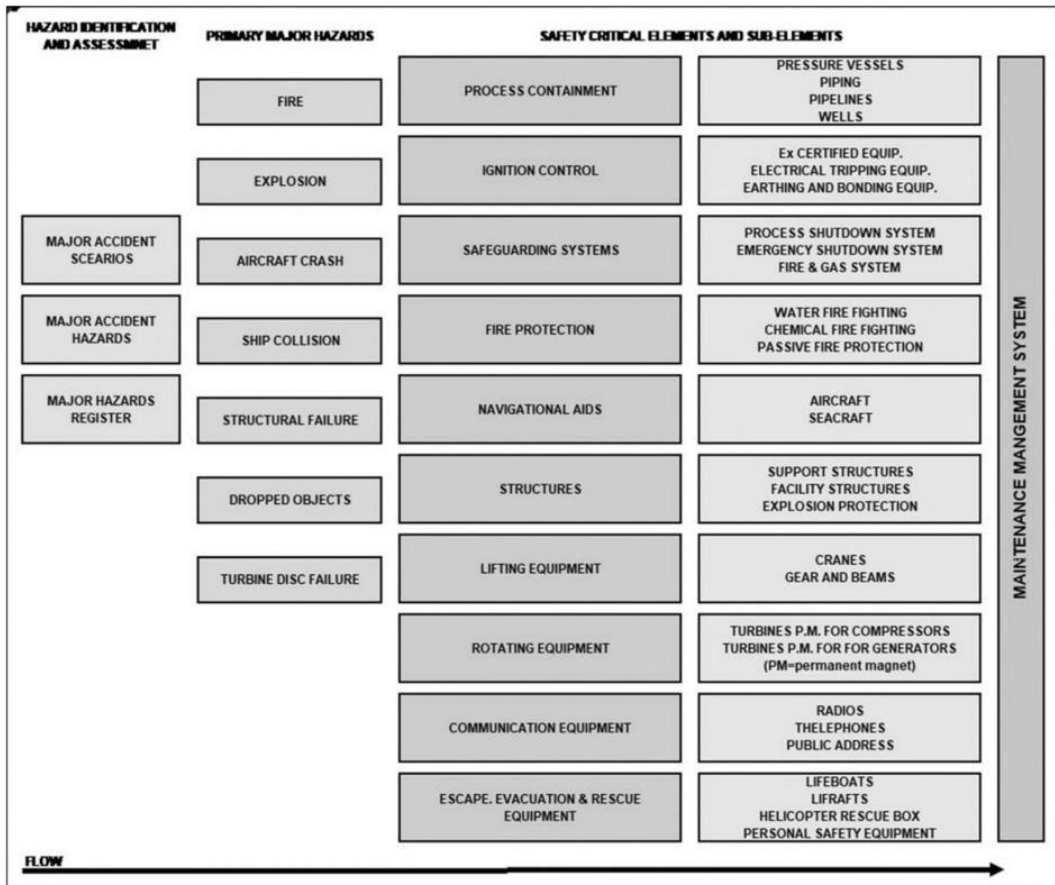 HAZARD IDENTIFICATION
AND ASSESSMNET
PRIMARY MAJOR HAZARDS
SAFETY CRITICAL ELEMENTS AND SUB-ELEMENTS
MAJOR ACCIDENT
SCEARIOS
MAJOR ACCIDENT
HAZARDS
MAJOR HAZARDS
REGISTER
FIRE
EXPLOSION
AIRCRAFT CRASH
SHIP COLLISION
STRUCTURAL FAILURE
DROPPED OBJECTS
TURBINE DISC FAILURE
PROCESS CONTAINMENT
PRESSURE VESSELS
PIPING
PIPELINES
WELLS
IGNITION CONTROL
Ex CERTIFIED EQUIP.
ELECTRICAL TRIPPING EQUIP.
EARTHING AND BONDING EQUIP.
SAFEGUARDING SYSTEMS
PROCESS SHUTDOWN SYSTEM
EMERGENCY SHUTDOWN SYSTEM
FIRE & GAS SYSTEM
FIRE PROTECTION
WATER FIRE FIGHTING
CHEMICAL FIRE FIGHTING
PASSIVE FIRE PROTECTION
NAVIGATIONAL AIDS
AIRCRAFT
SEACRAFT
STRUCTURES
SUPPORT STRUCTURES
FACILITY STRUCTURES
EXPLOSION PROTECTION
LIFTING EQUIPMENT
CRANES
GEAR AND BEAMS
ROTATING EQUIPMENT
TURBINES P.M. FOR COMPRESSORS
TURBINES P.M. FOR FOR GENERATORS
(PM=permanent magnet)
COMMUNICATION EQUIPMENT
RADIOS
THELEPHONES
PUBLIC ADDRESS
ESCAPE. EVACUATION & RESCUE
EQUIPMENT
LIFEBOATS
LIFRAFTS
HELICOPTER RESCUE BOX
PERSONAL SAFETY EQUIPMENT
MAINTENANCE MANGEMENT SYSTEM
FLOW